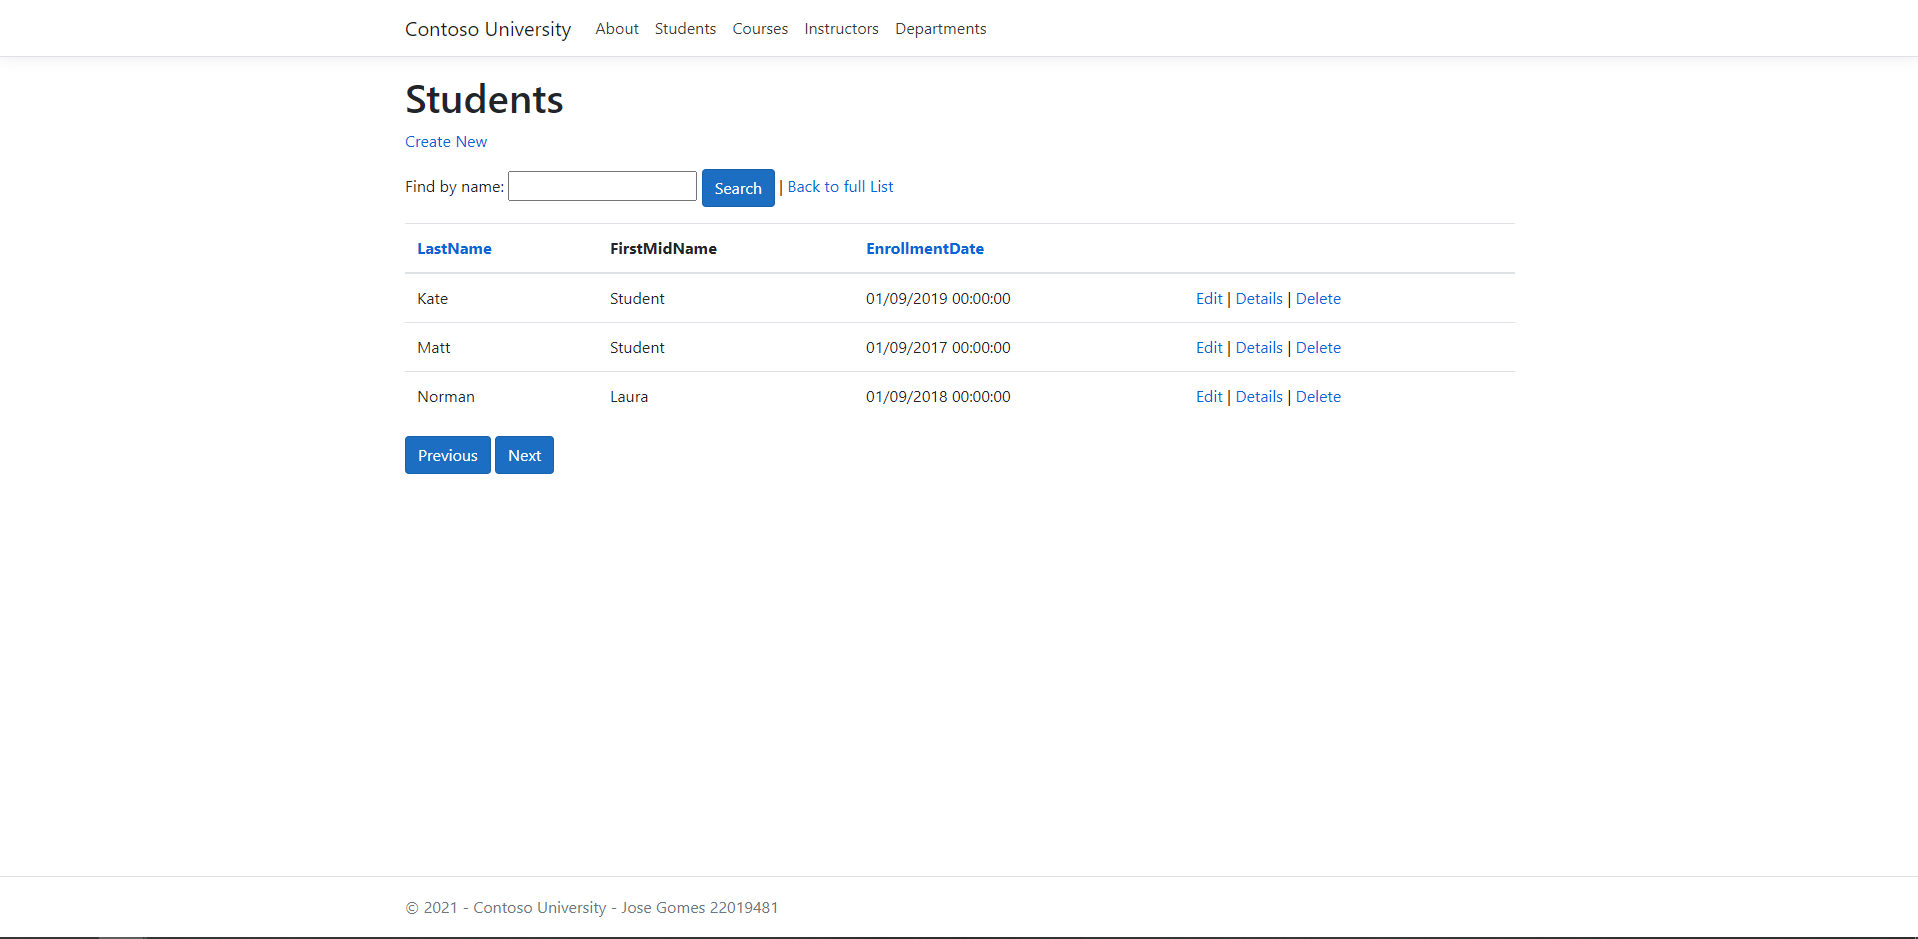 Contoso University About Students Courses Instructors Departments
Students
Create New
Find by name: Search | Back to full List
LastName FirstMidName EnrollmentDate
Kate Student 01/09/2019 00:00:00 Edit | Details | Delete
Matt Student 01/09/2017 00:00:00 Edit | Details | Delete
Norman Laura 01/09/2018 00:00:00 Edit | Details | Delete
Previous Next
© 2021 - Contoso University - Jose Gomes 22019481